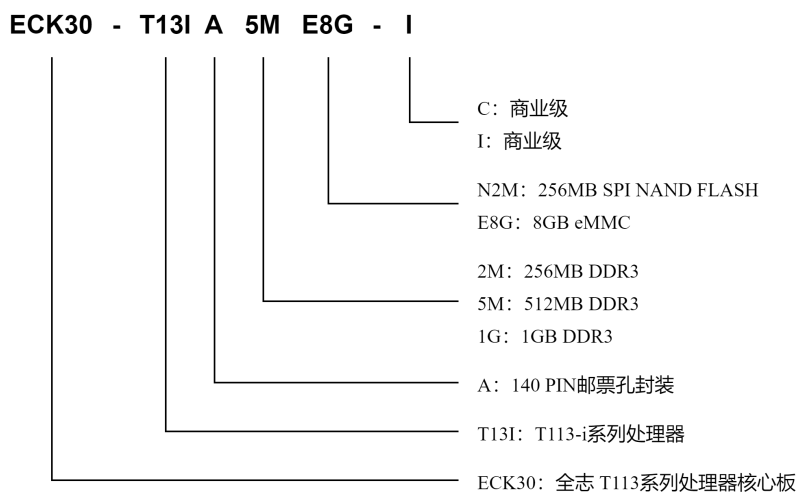 ECK30 - T13I A 5M E8G - I
C：商业级
I：商业级
N2M：256MB SPI NAND FLASH
E8G：8GB eMMC
2M：256MB DDR3
5M：512MB DDR3
1G：1GB DDR3
A：140 PIN邮票孔封装
T13I：T113-i系列处理器
ECK30：全志 T113系列处理器核心板